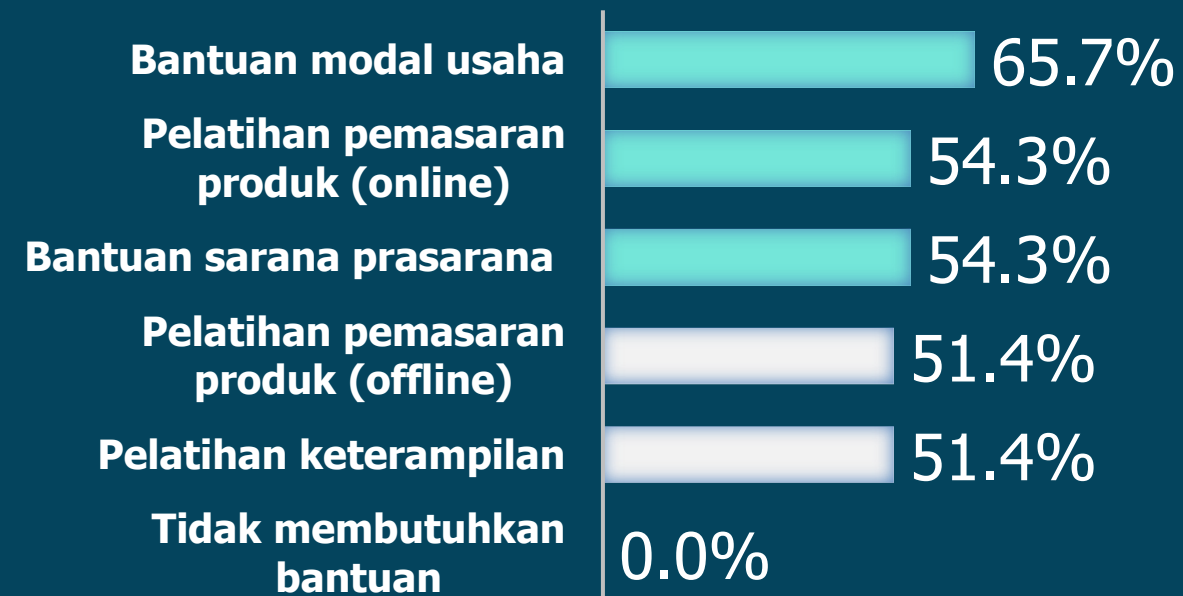 Bantuan modal usaha 65.7%
Pelatihan pemasaran
produk (online) 54.3%
Bantuan sarana prasarana 54.3%
Pelatihan pemasaran
produk (offline) 51.4%
Pelatihan keterampilan 51.4%
Tidak membutuhkan
bantuan 0.0%